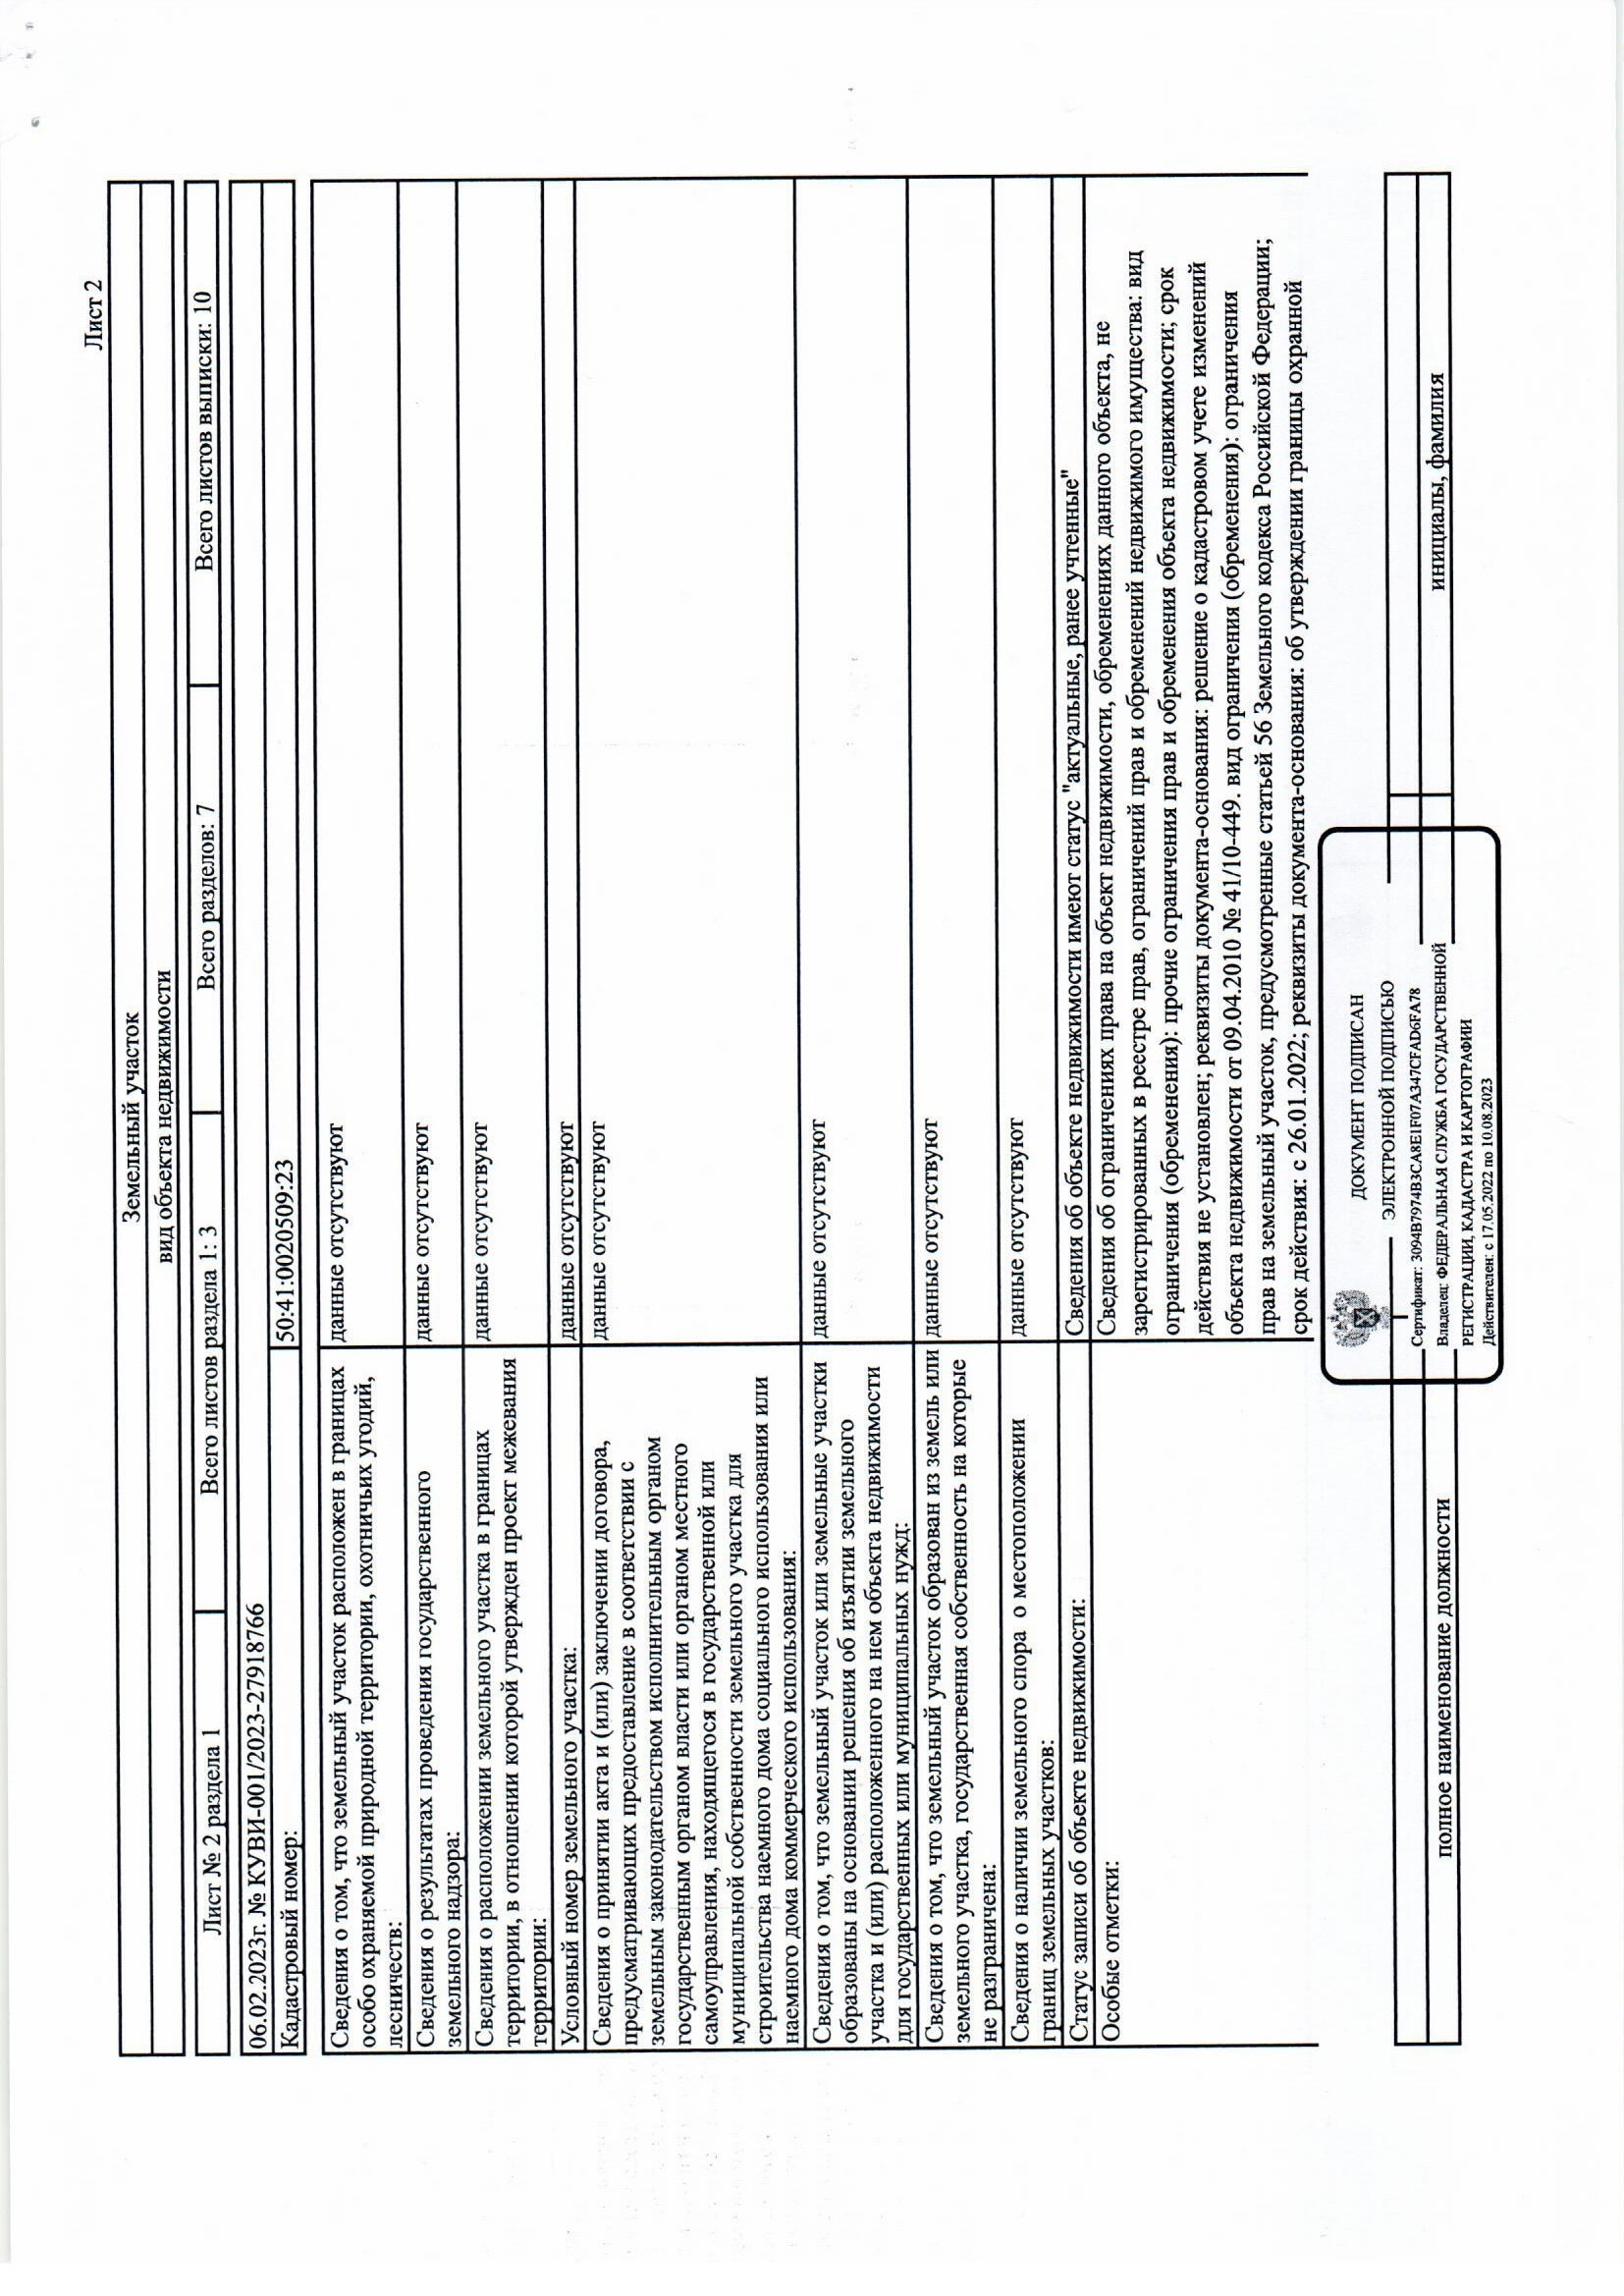 Лист 2
Земельный участок
вид объекта недвижимости
Лист № 2 раздела 1
Всего листов раздела 1: 3
Всего разделов: 7
Всего листов выписки: 10
06.02.2023г. № КУВИ-001/2023-27918766
Кадастровый номер:
50:41:0020509:23
Сведения о том, что земельный участок расположен в границах
особо охраняемой природной территории, охотничьих угодий,
лесничеств:
данные отсутствуют
Сведения о результатах проведения государственного
земельного надзора:
данные отсутствуют
Сведения о расположении земельного участка в границах
территории, в отношении которой утвержден проект межевания
территории:
данные отсутствуют
Условный номер земельного участка:
данные отсутствуют
Сведения о принятии акта и (или) заключении договора,
предусматривающих предоставление в соответствии с
земельным законодательством исполнительным органом
государственным органом власти или органом местного
самоуправления, находящегося в государственной или
муниципальной собственности земельного участка для
строительства наемного дома социального использования или
наемного дома коммерческого использования:
данные отсутствуют
Сведения о том, что земельный участок или земельные участки
образованы на основании решения об изъятии земельного
участка и (или) расположенного на нем объекта недвижимости
для государственных или муниципальных нужд:
данные отсутствуют
Сведения о том, что земельный участок образован из земель или
земельного участка, государственная собственность на которые
не разграничена:
данные отсутствуют
Сведения о наличии земельного спора о местоположении
границ земельных участков:
данные отсутствуют
Статус записи об объекте недвижимости:
Сведения об объекте недвижимости имеют статус "актуальные, ранее учтенные"
Особые отметки:
Сведения об ограничениях права на объект недвижимости, обременениях данного объекта, не
зарегистрированных в реестре прав, ограничений прав и обременений недвижимого имущества: вид
ограничения (обременения): прочие ограничения прав и обременения объекта недвижимости; срок
действия не установлен; реквизиты документа-основания: решение о кадастровом учете изменений
объекта недвижимости от 09.04.2010 № 41/10-449. вид ограничения (обременения): ограничения
прав на земельный участок, предусмотренные статьей 56 Земельного кодекса Российской Федерации;
срок действия: с 26.01.2022; реквизиты документа-основания: об утверждении границы охранной
ДОКУМЕНТ ПОДПИСАН
ЭЛЕКТРОННОЙ ПОДПИСЬЮ
Сертификат: 3094B7974B3CA8E1F07A347CFAD6FA78
Владелец: ФЕДЕРАЛЬНАЯ СЛУЖБА ГОСУДАРСТВЕННОЙ
РЕГИСТРАЦИИ, КАДАСТРА И КАРТОГРАФИИ
Действителен: с 17.05.2022 по 10.08.2023
полное наименование должности
инициалы, фамилия